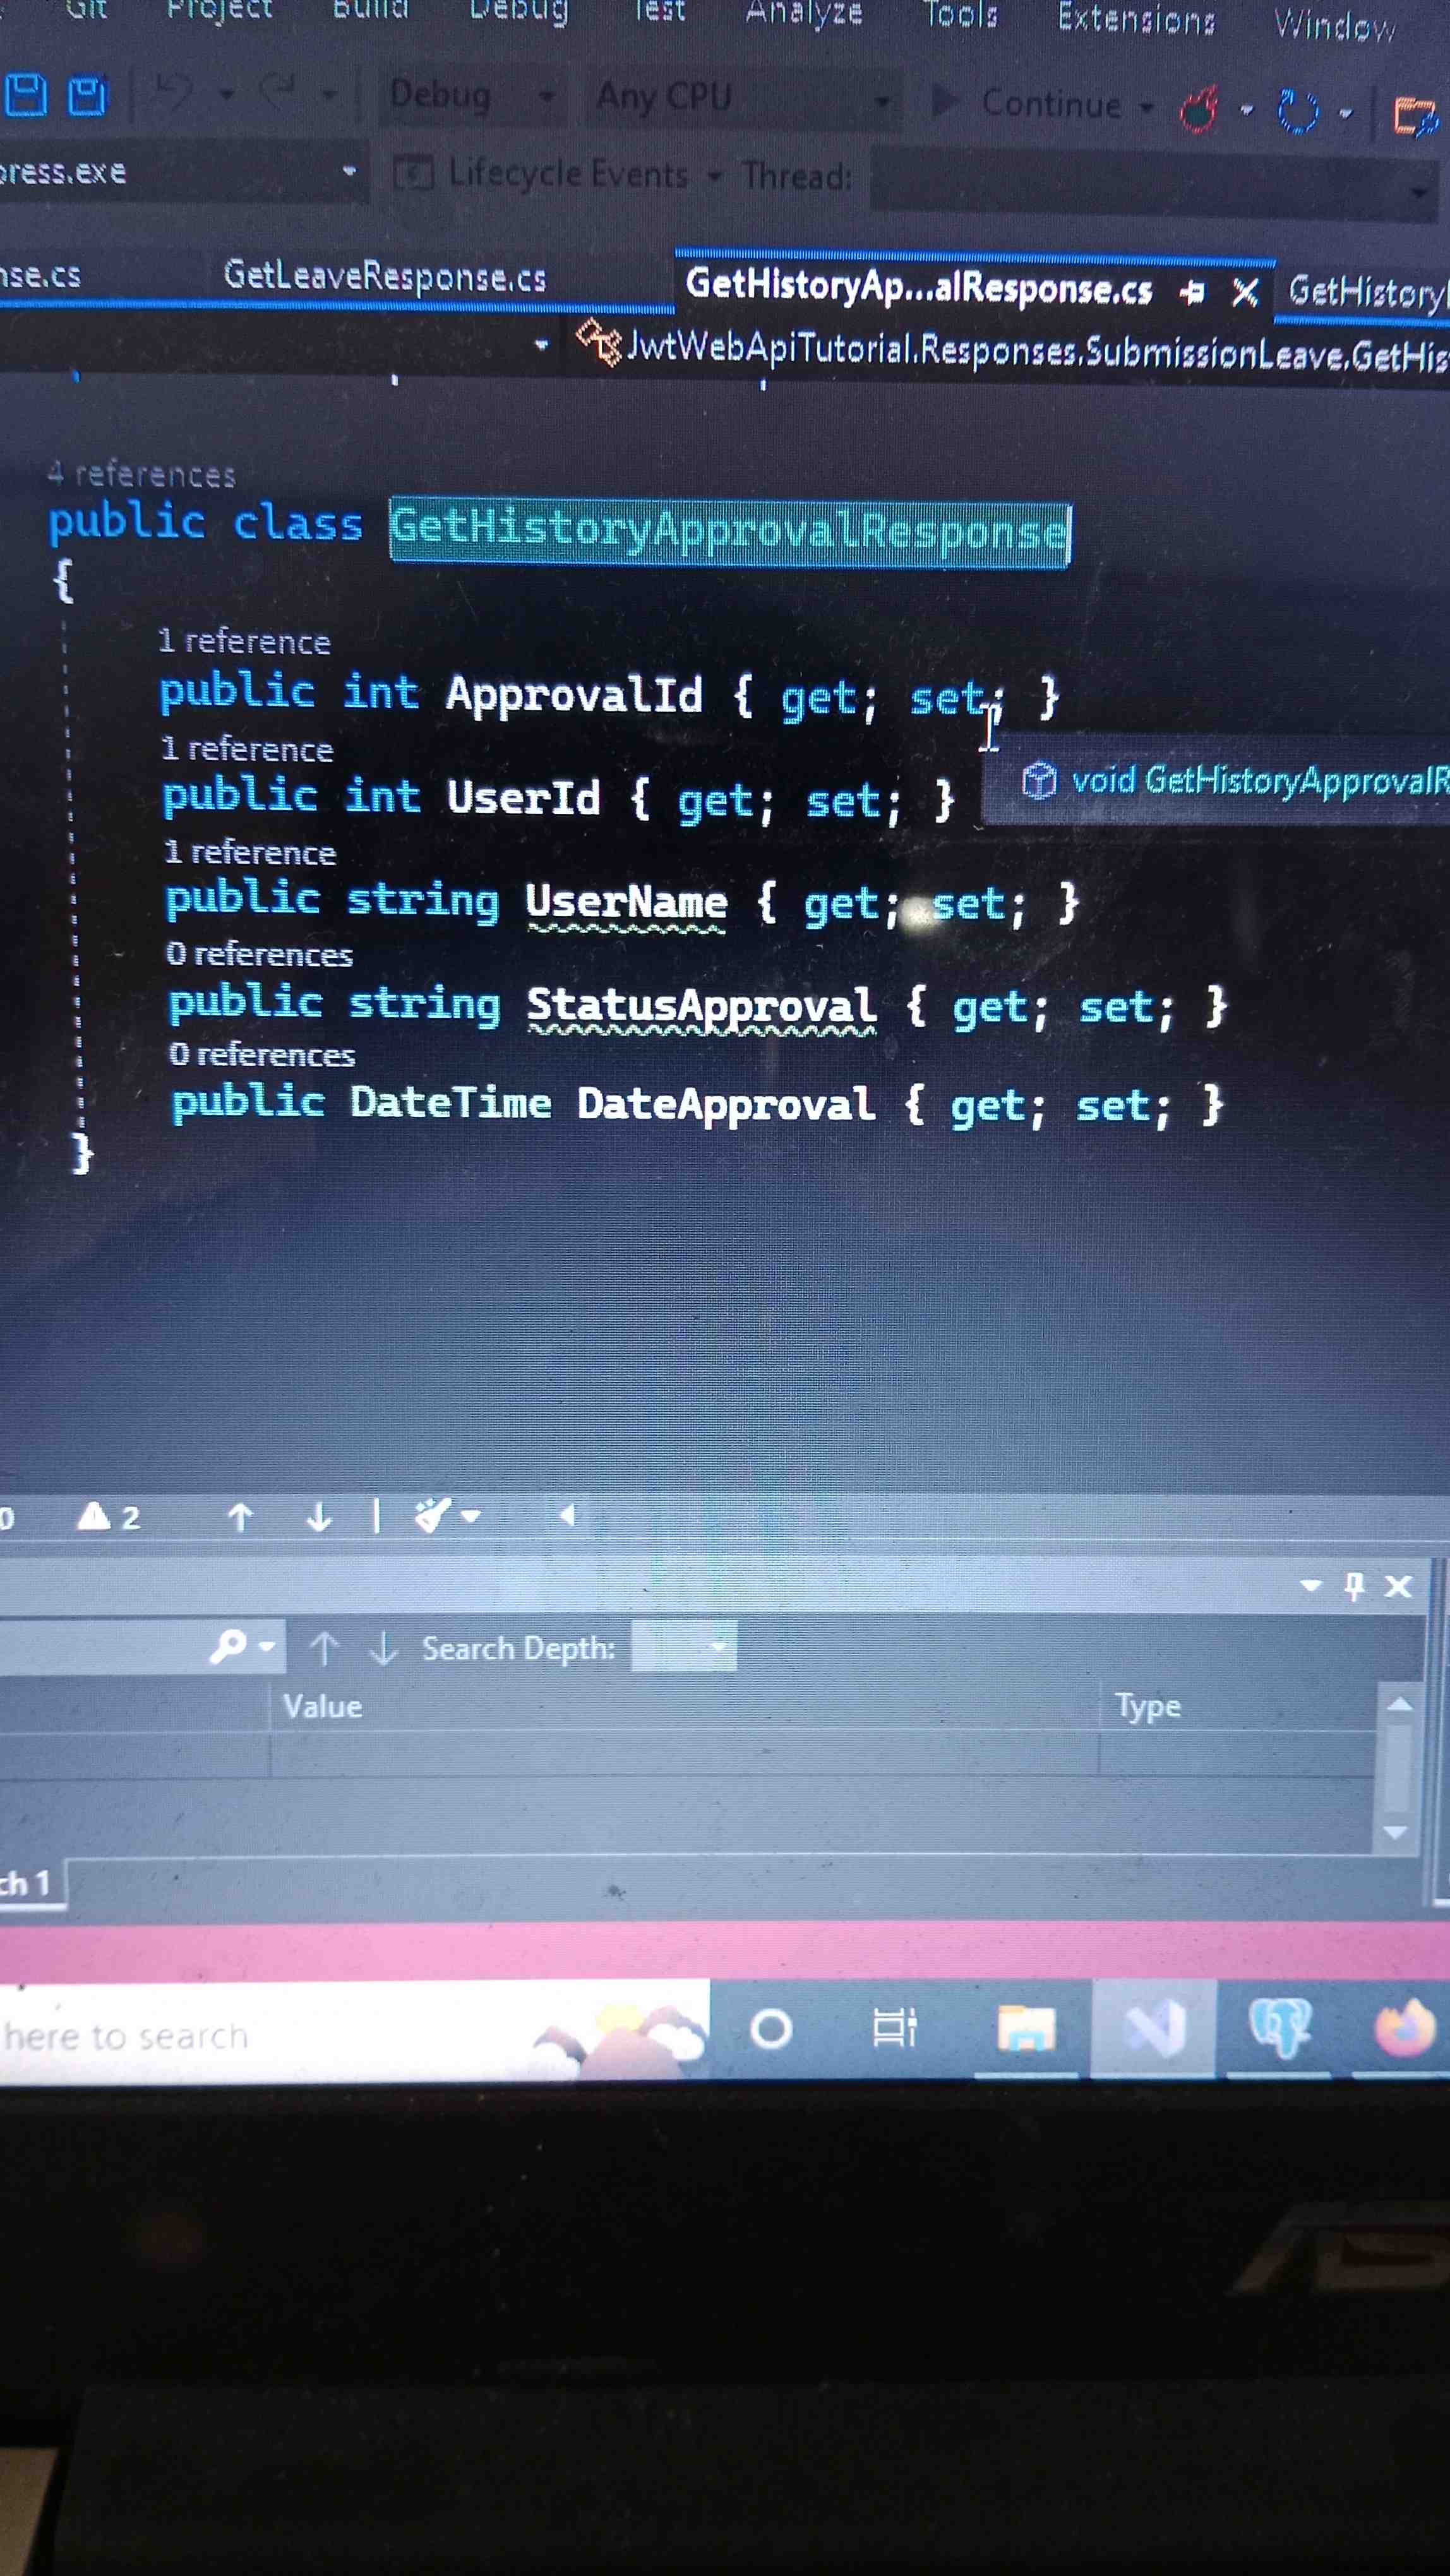 Git Project Build Debug Test Analyze Tools Extensions Window
Debug Any CPU Continue
press.exe Lifecycle Events Thread:
nse.cs GetLeaveResponse.cs GetHistoryAp...alResponse.cs GetHistory
JwtWebApiTutorial.Responses.SubmissionLeave.GetHis
4 references
public class GetHistoryApprovalResponse
{
1 reference
public int ApprovalId { get; set; }
1 reference
public int UserId { get; set; }
void GetHistoryApprovalR
1 reference
public string UserName { get; set; }
0 references
public string StatusApproval { get; set; }
0 references
public DateTime DateApproval { get; set; }
}
0 2
Search Depth:
Value Type
ch 1
here to search